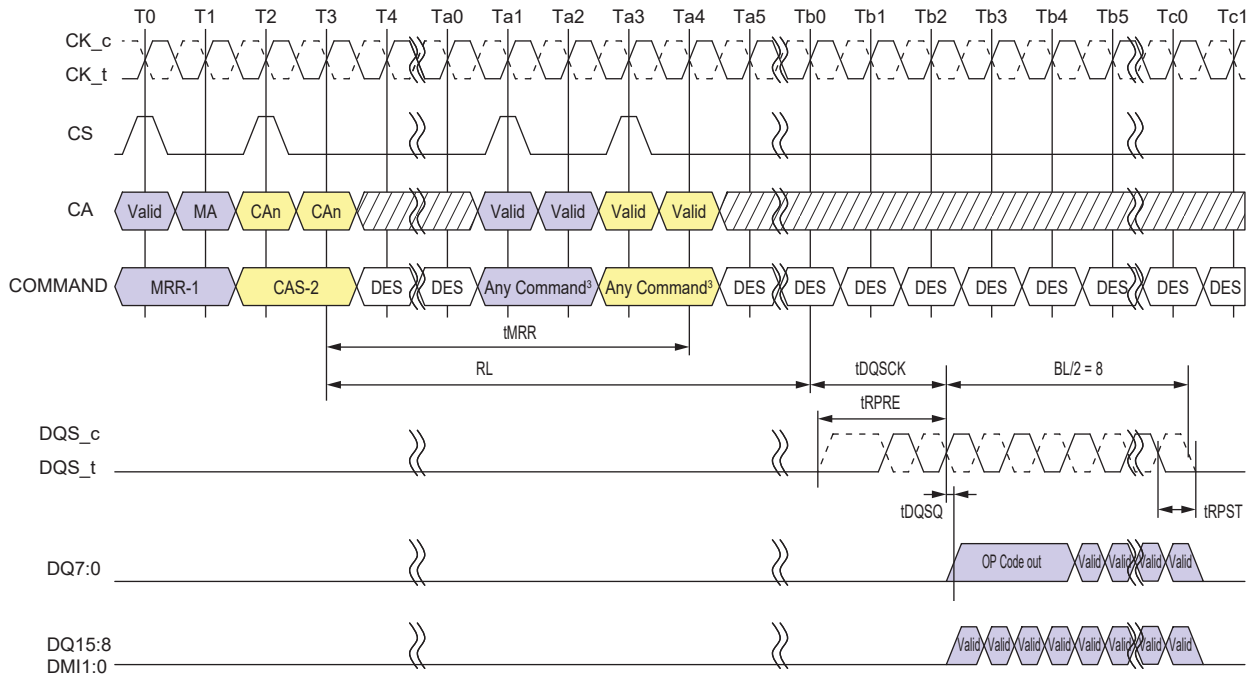 T0 T1 T2 T3 T4 Ta0 Ta1 Ta2 Ta3 Ta4 Ta5 Tb0 Tb1 Tb2 Tb3 Tb4 Tb5 Tc0 Tc1
CK_c
CK_t
CS
CA Valid MA CAn CAn Valid Valid Valid Valid
COMMAND MRR-1 CAS-2 DES DES Any Command³ Any Command³ DES DES DES DES DES DES DES DES DES
tMRR
RL tDQSCK BL/2 = 8
tRPRE
DQS_c
DQS_t
tDQSQ tRPST
DQ7:0 OP Code out Valid Valid Valid Valid
DQ15:8 Valid Valid Valid Valid Valid Valid Valid Valid
DMI1:0